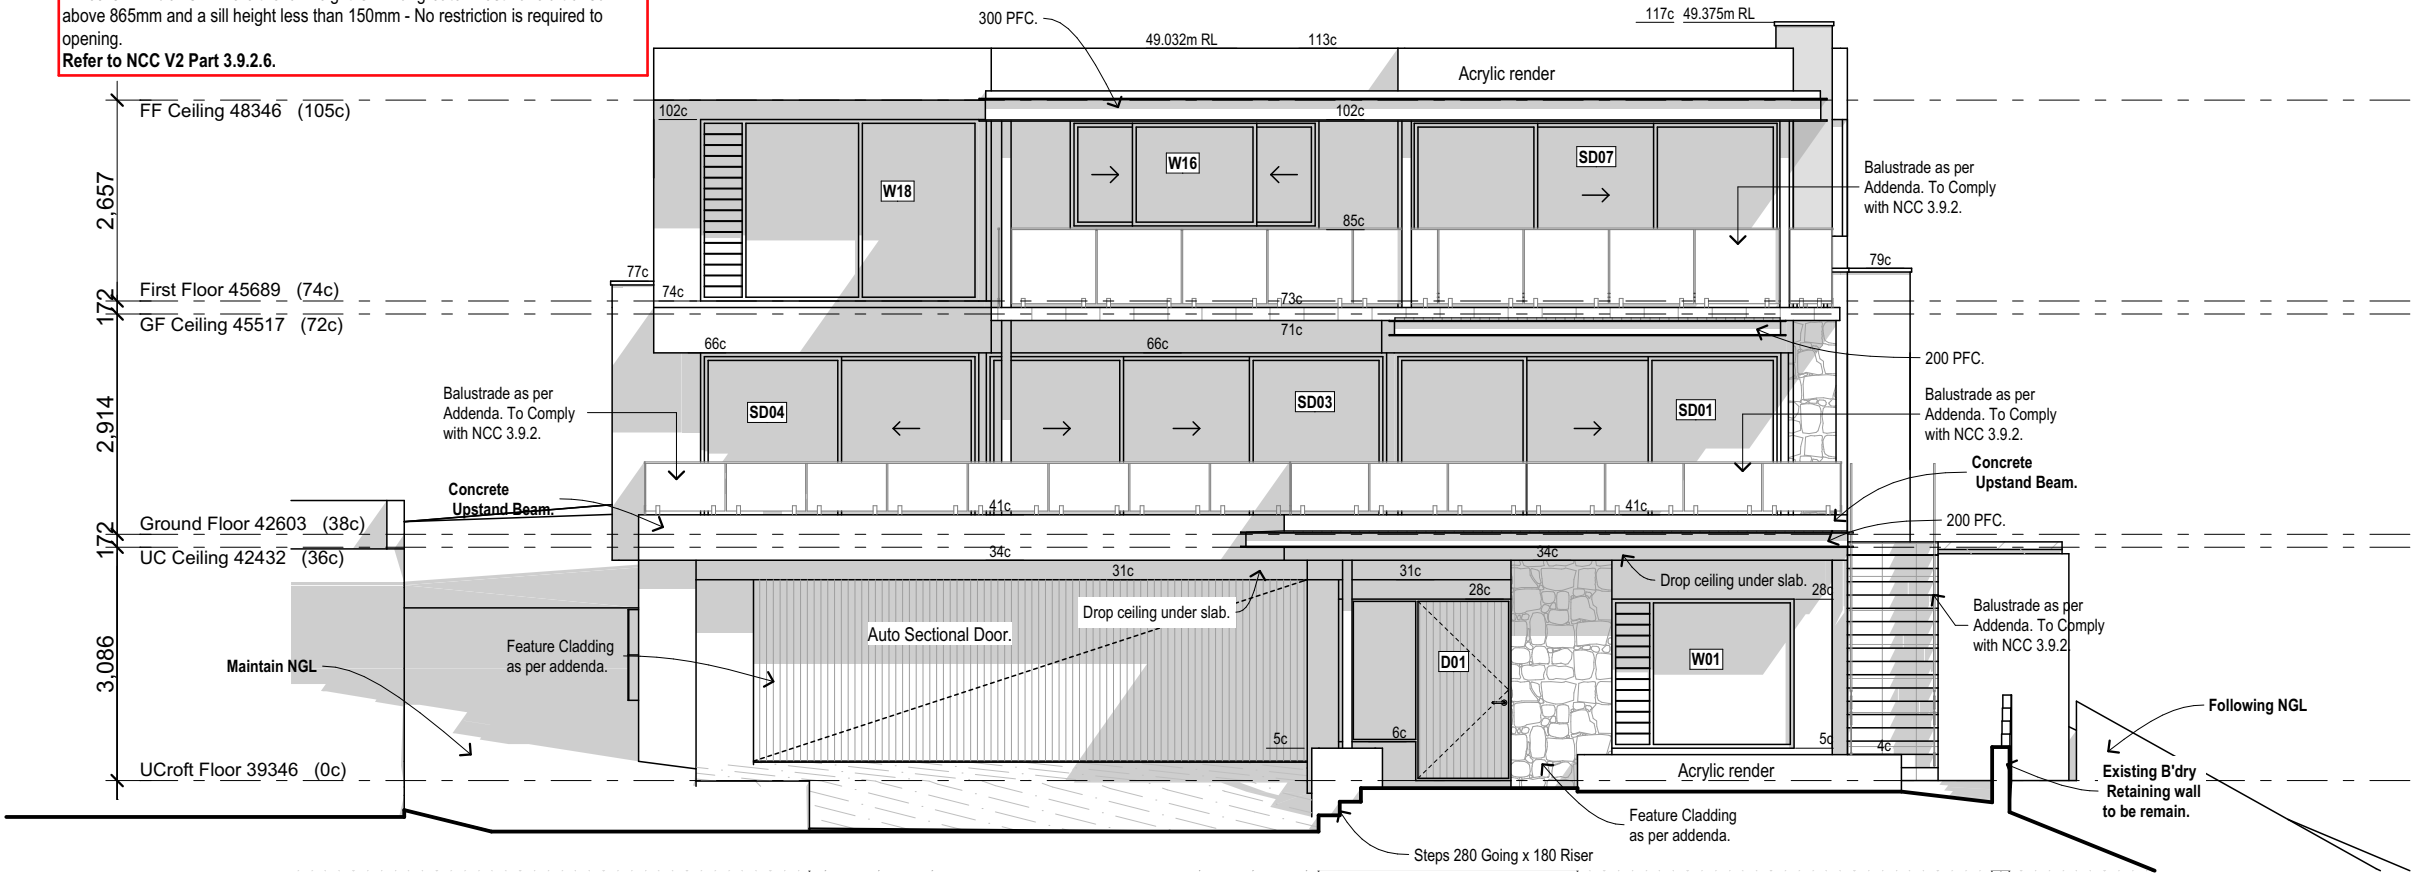 above 865mm and a sill height less than 150mm - No restriction is required to
opening.
Refer to NCC V2 Part 3.9.2.6.
300 PFC.
49.032m RL
113c
117c 49.375m RL
Acrylic render
FF Ceiling 48346 (105c)
102c
102c
W18
W16
SD07
Balustrade as per
Addenda. To Comply
with NCC 3.9.2.
2,657
85c
77c
79c
First Floor 45689 (74c)
74c
73c
172
GF Ceiling 45517 (72c)
71c
66c
66c
200 PFC.
Balustrade as per
Addenda. To Comply
with NCC 3.9.2.
SD04
SD03
SD01
Balustrade as per
Addenda. To Comply
with NCC 3.9.2.
2,914
Concrete
Upstand Beam.
Concrete
Upstand Beam.
41c
41c
Ground Floor 42603 (38c)
200 PFC.
172
UC Ceiling 42432 (36c)
34c
34c
31c
31c
Drop ceiling under slab.
28c
28c
Drop ceiling under slab.
Balustrade as per
Addenda. To Comply
with NCC 3.9.2.
Auto Sectional Door.
Feature Cladding
as per addenda.
Maintain NGL
D01
W01
3,086
Following NGL
6c
5c
5c
4c
UCroft Floor 39346 (0c)
Acrylic render
Existing B'dry
Retaining wall
to be remain.
Feature Cladding
as per addenda.
Steps 280 Going x 180 Riser